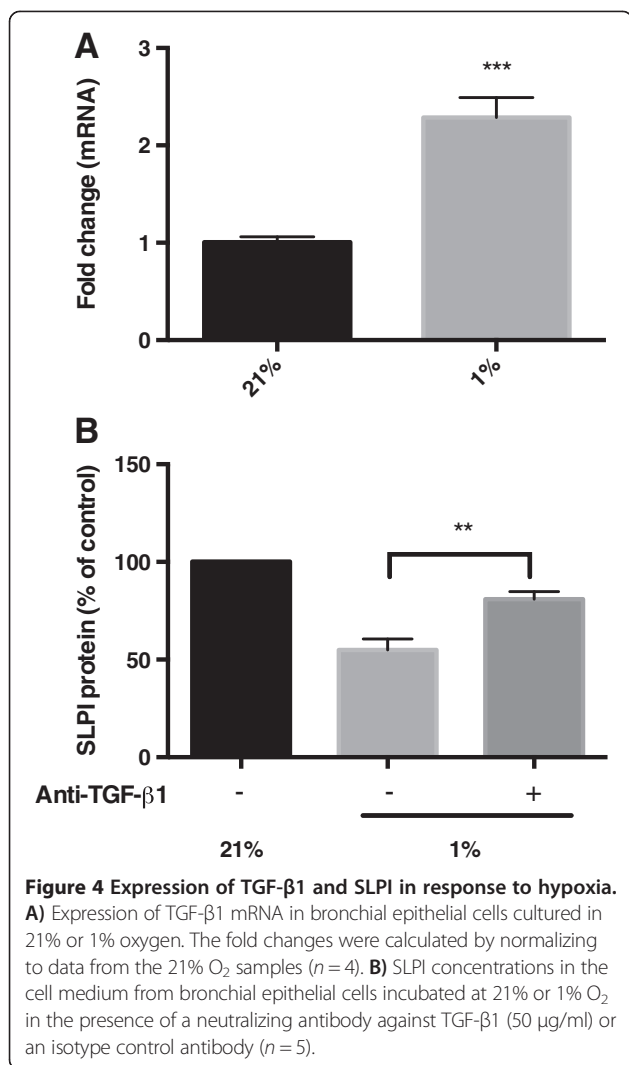 A
Fold change (mRNA)
3
2
1
0
***
21%
1%
B
SLPI protein (% of control)
150
100
50
0
**
Anti-TGF-β1 - - +
21% 1%
Figure 4 Expression of TGF-β1 and SLPI in response to hypoxia.
A) Expression of TGF-β1 mRNA in bronchial epithelial cells cultured in
21% or 1% oxygen. The fold changes were calculated by normalizing
to data from the 21% O₂ samples (n = 4). B) SLPI concentrations in the
cell medium from bronchial epithelial cells incubated at 21% or 1% O₂
in the presence of a neutralizing antibody against TGF-β1 (50 μg/ml) or
an isotype control antibody (n = 5).